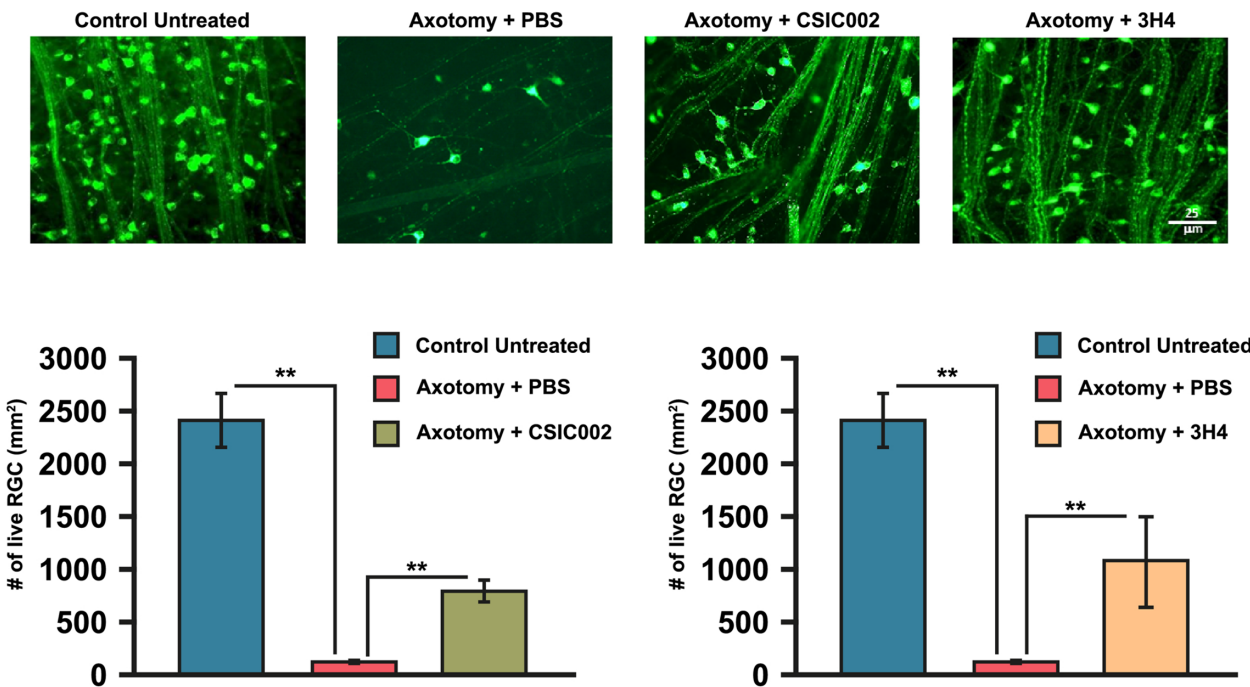 Control Untreated
Axotomy + PBS
Axotomy + CSIC002
Axotomy + 3H4
25
µm
# of live RGC (mm²)
3000
2500
2000
1500
1000
500
0
**
**
Control Untreated
Axotomy + PBS
Axotomy + CSIC002
# of live RGC (mm²)
3000
2500
2000
1500
1000
500
0
**
**
Control Untreated
Axotomy + PBS
Axotomy + 3H4